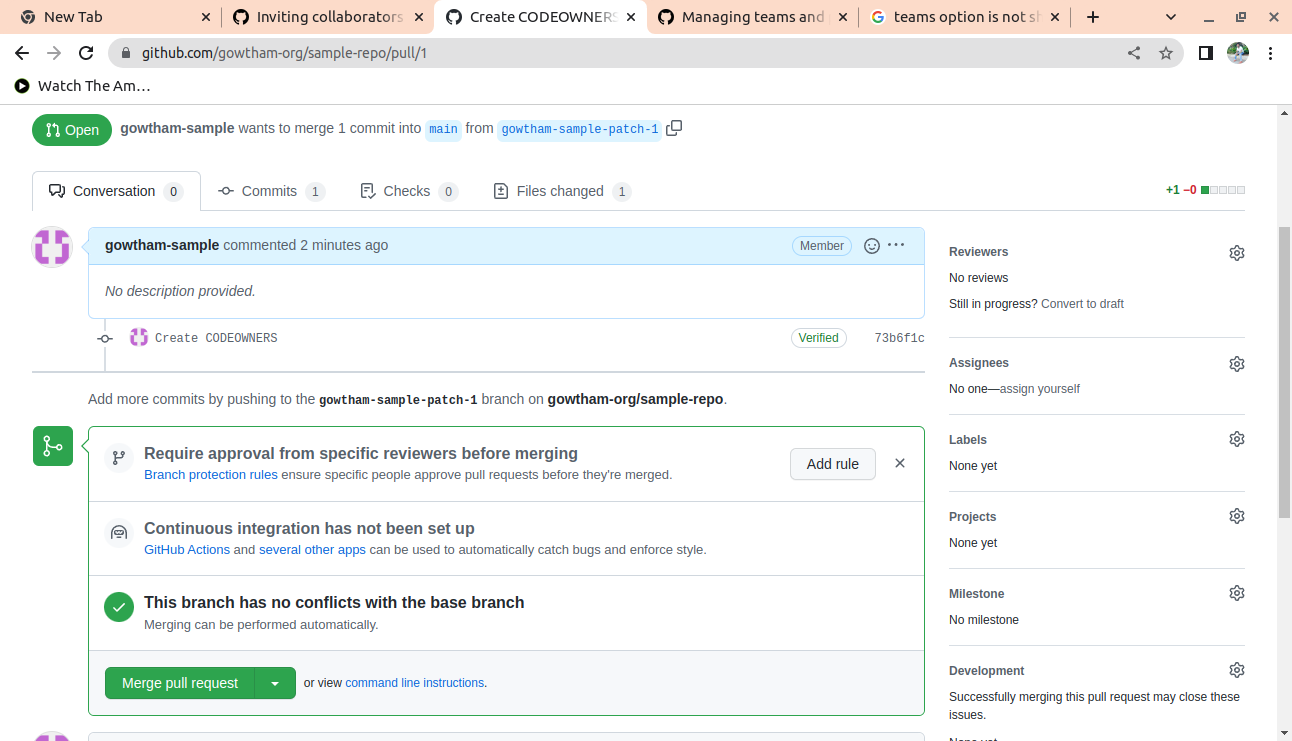 New Tab
Inviting collaborators
Create CODEOWNERS
Managing teams and
teams option is not sh
github.com/gowtham-org/sample-repo/pull/1
Watch The Am…
Open
gowtham-sample wants to merge 1 commit into main from gowtham-sample-patch-1
Conversation 0
Commits 1
Checks 0
Files changed 1
+1 −0
gowtham-sample commented 2 minutes ago
Member
No description provided.
Create CODEOWNERS
Verified
73b6f1c
Add more commits by pushing to the gowtham-sample-patch-1 branch on gowtham-org/sample-repo.
Require approval from specific reviewers before merging
Branch protection rules ensure specific people approve pull requests before they're merged.
Add rule
Continuous integration has not been set up
GitHub Actions and several other apps can be used to automatically catch bugs and enforce style.
This branch has no conflicts with the base branch
Merging can be performed automatically.
Merge pull request
or view command line instructions.
Reviewers
No reviews
Still in progress? Convert to draft
Assignees
No one—assign yourself
Labels
None yet
Projects
None yet
Milestone
No milestone
Development
Successfully merging this pull request may close these
issues.
None yet